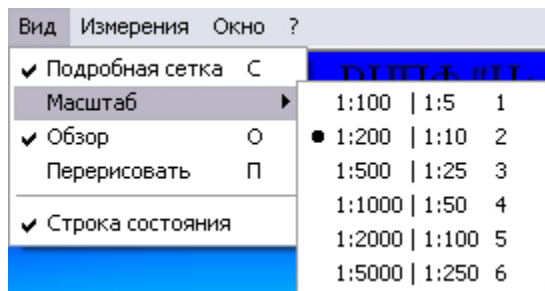 Вид Измерения Окно ?
Подробная сетка С
Масштаб
Обзор О
Перерисовать П
Строка состояния
1:100 | 1:5 1
1:200 | 1:10 2
1:500 | 1:25 3
1:1000 | 1:50 4
1:2000 | 1:100 5
1:5000 | 1:250 6